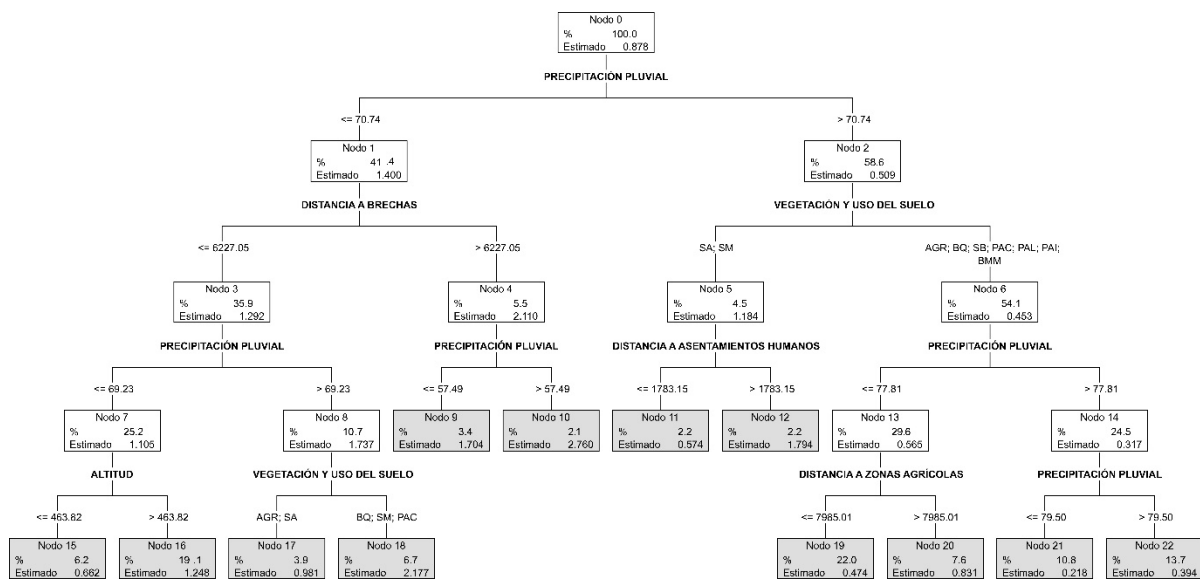 Nodo 0
% 100.0
Estimado 0.878
PRECIPITACIÓN PLUVIAL
<= 70.74 > 70.74
Nodo 1
% 41 .4
Estimado 1.400
Nodo 2
% 58.6
Estimado 0.509
DISTANCIA A BRECHAS
VEGETACIÓN Y USO DEL SUELO
<= 6227.05 > 6227.05
SA; SM
AGR; BQ; SB; PAC; PAL; PAI;
BMM
Nodo 3
% 35.9
Estimado 1.292
Nodo 4
% 5.5
Estimado 2.110
Nodo 5
% 4.5
Estimado 1.184
Nodo 6
% 54.1
Estimado 0.453
PRECIPITACIÓN PLUVIAL
PRECIPITACIÓN PLUVIAL
DISTANCIA A ASENTAMIENTOS HUMANOS
PRECIPITACIÓN PLUVIAL
<= 69.23 > 69.23
<= 57.49 > 57.49
<= 1783.15 > 1783.15
<= 77.81 > 77.81
Nodo 7
% 25.2
Estimado 1.105
Nodo 8
% 10.7
Estimado 1.737
Nodo 9
% 3.4
Estimado 1.704
Nodo 10
% 2.1
Estimado 2.760
Nodo 11
% 2.2
Estimado 0.574
Nodo 12
% 2.2
Estimado 1.794
Nodo 13
% 29.6
Estimado 0.565
Nodo 14
% 24.5
Estimado 0.317
ALTITUD
VEGETACIÓN Y USO DEL SUELO
DISTANCIA A ZONAS AGRÍCOLAS
PRECIPITACIÓN PLUVIAL
<= 463.82 > 463.82
AGR; SA BQ; SM; PAC
<= 7985.01 > 7985.01
<= 79.50 > 79.50
Nodo 15
% 6.2
Estimado 0.662
Nodo 16
% 19 .1
Estimado 1.248
Nodo 17
% 3.9
Estimado 0.981
Nodo 18
% 6.7
Estimado 2.177
Nodo 19
% 22.0
Estimado 0.474
Nodo 20
% 7.6
Estimado 0.831
Nodo 21
% 10.8
Estimado 0.218
Nodo 22
% 13.7
Estimado 0.394